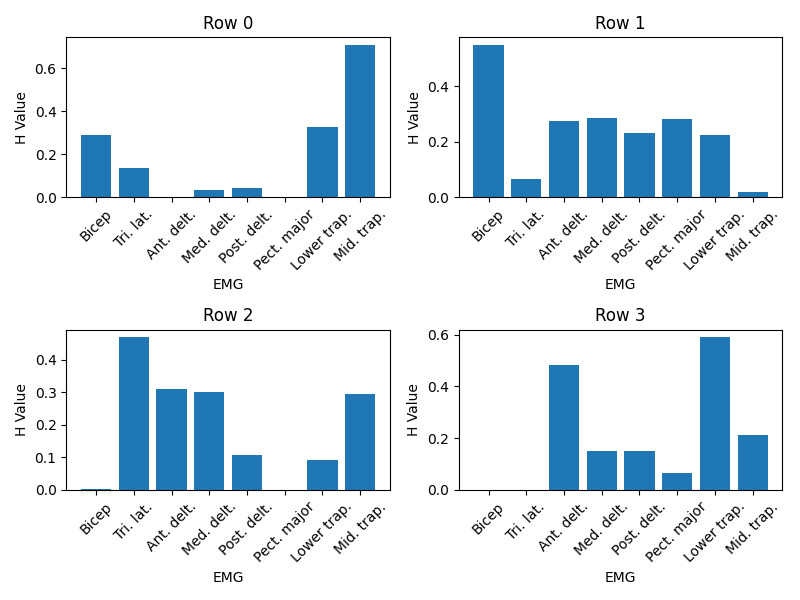 Row 0
H Value
0.6
0.4
0.2
0.0
Bicep
Tri. lat.
Ant. delt.
Med. delt.
Post. delt.
Pect. major
Lower trap.
Mid. trap.
EMG
Row 1
H Value
0.4
0.2
0.0
Bicep
Tri. lat.
Ant. delt.
Med. delt.
Post. delt.
Pect. major
Lower trap.
Mid. trap.
EMG
Row 2
H Value
0.4
0.3
0.2
0.1
0.0
Bicep
Tri. lat.
Ant. delt.
Med. delt.
Post. delt.
Pect. major
Lower trap.
Mid. trap.
EMG
Row 3
H Value
0.6
0.4
0.2
0.0
Bicep
Tri. lat.
Ant. delt.
Med. delt.
Post. delt.
Pect. major
Lower trap.
Mid. trap.
EMG